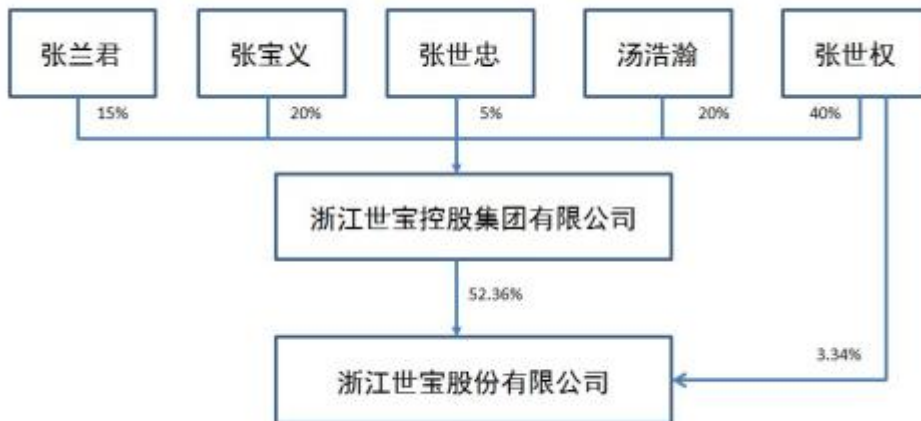 张兰君
张宝义
张世忠
汤浩瀚
张世权
15%
20%
5%
20%
40%
浙江世宝控股集团有限公司
52.36%
3.34%
浙江世宝股份有限公司